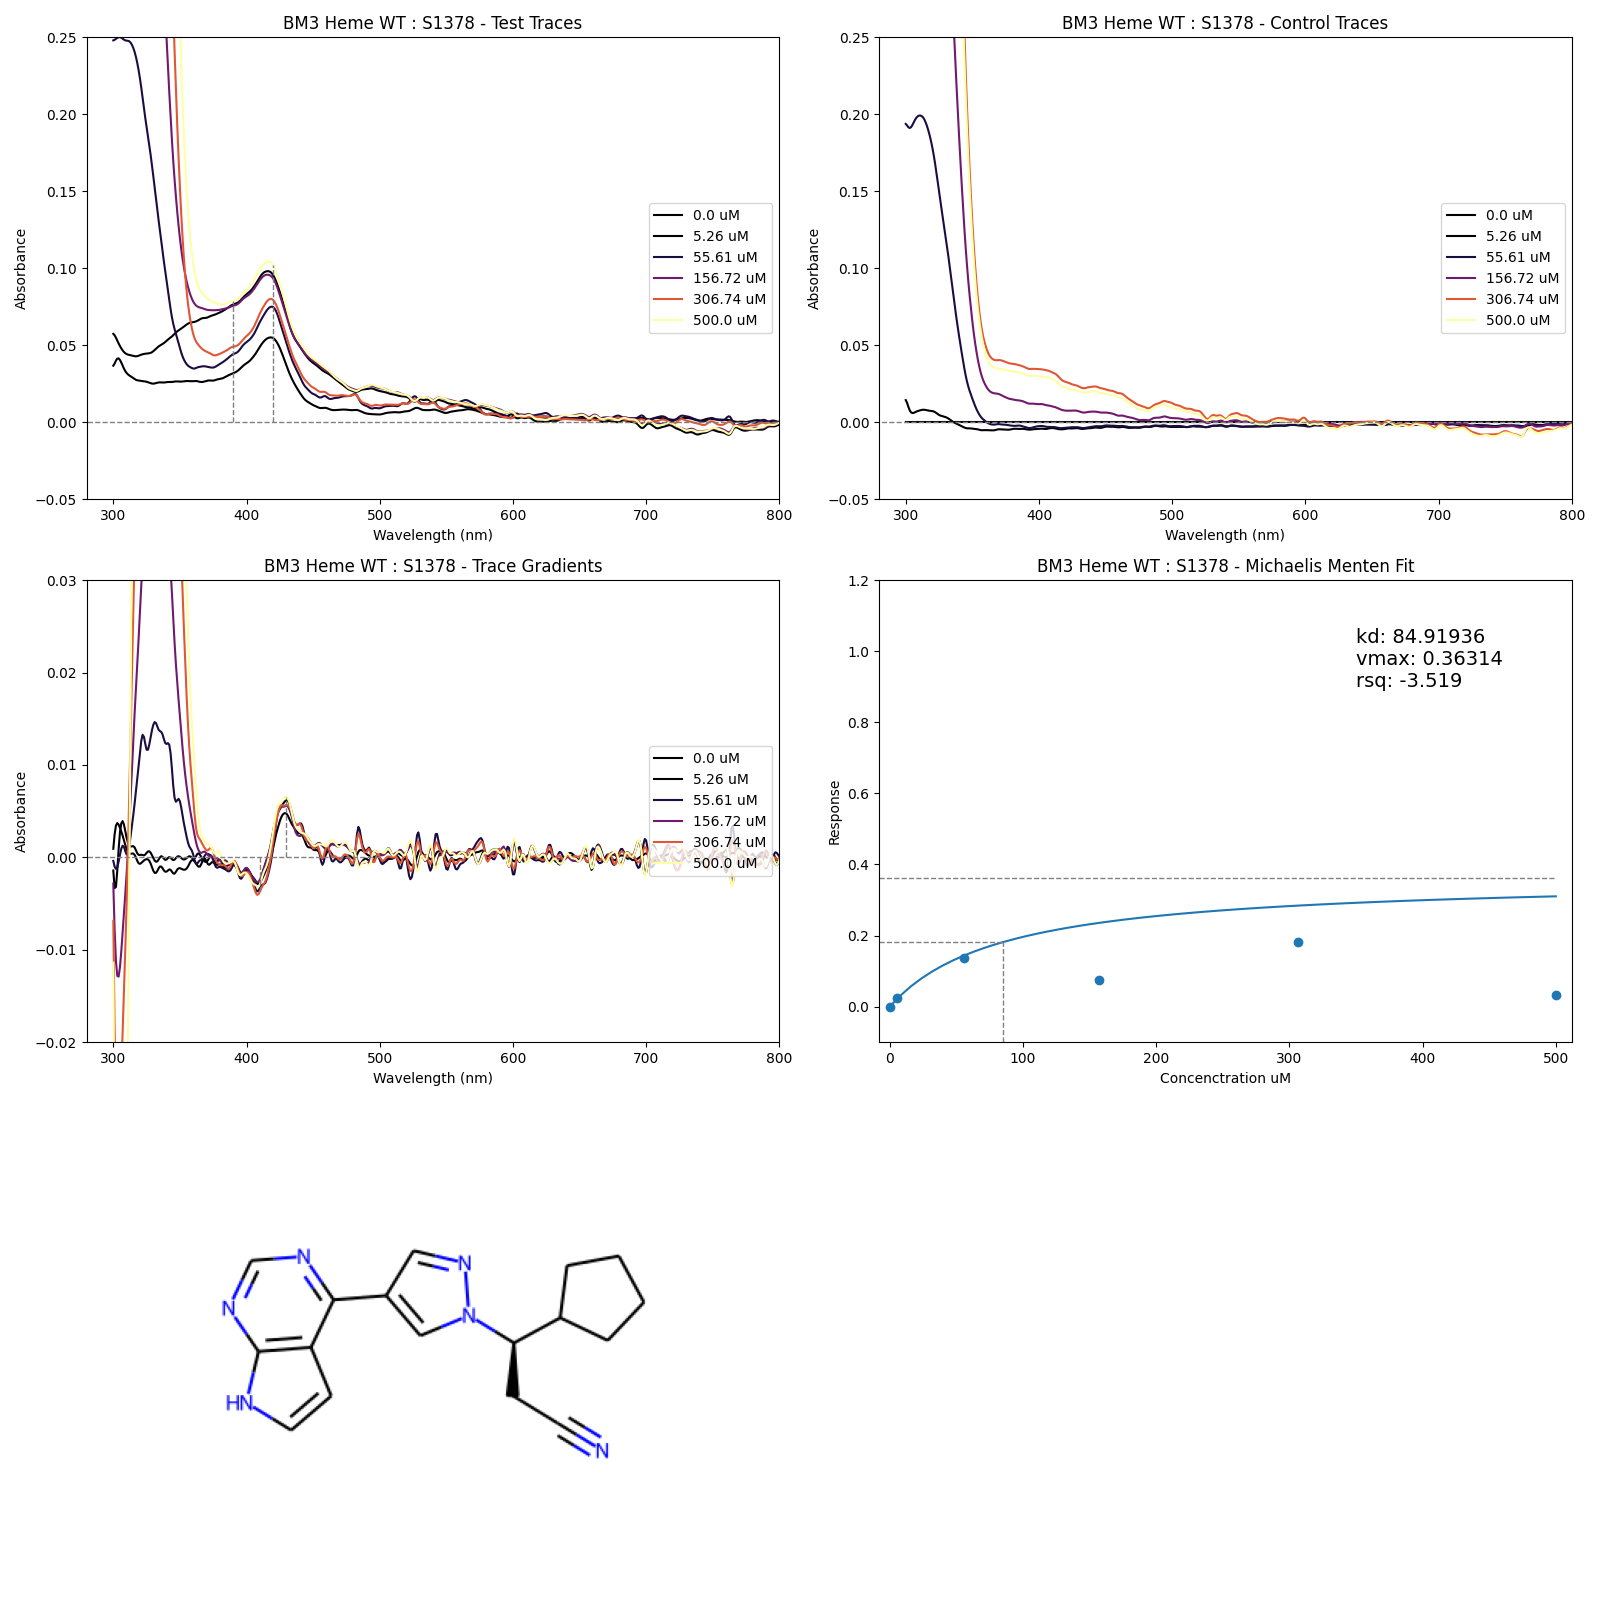 BM3 Heme WT : S1378 - Test Traces
0.25
0.20
0.15
0.10
0.05
0.00
−0.05
Absorbance
300
400
500
600
700
800
Wavelength (nm)
0.0 uM
5.26 uM
55.61 uM
156.72 uM
306.74 uM
500.0 uM
BM3 Heme WT : S1378 - Control Traces
0.25
0.20
0.15
0.10
0.05
0.00
−0.05
Absorbance
300
400
500
600
700
800
Wavelength (nm)
0.0 uM
5.26 uM
55.61 uM
156.72 uM
306.74 uM
500.0 uM
BM3 Heme WT : S1378 - Trace Gradients
0.03
0.02
0.01
0.00
−0.01
−0.02
Absorbance
300
400
500
600
700
800
Wavelength (nm)
0.0 uM
5.26 uM
55.61 uM
156.72 uM
306.74 uM
500.0 uM
BM3 Heme WT : S1378 - Michaelis Menten Fit
1.2
1.0
0.8
0.6
0.4
0.2
0.0
Response
kd: 84.91936
vmax: 0.36314
rsq: -3.519
0
100
200
300
400
500
Concenctration uM
N
N
N
N
HN
N